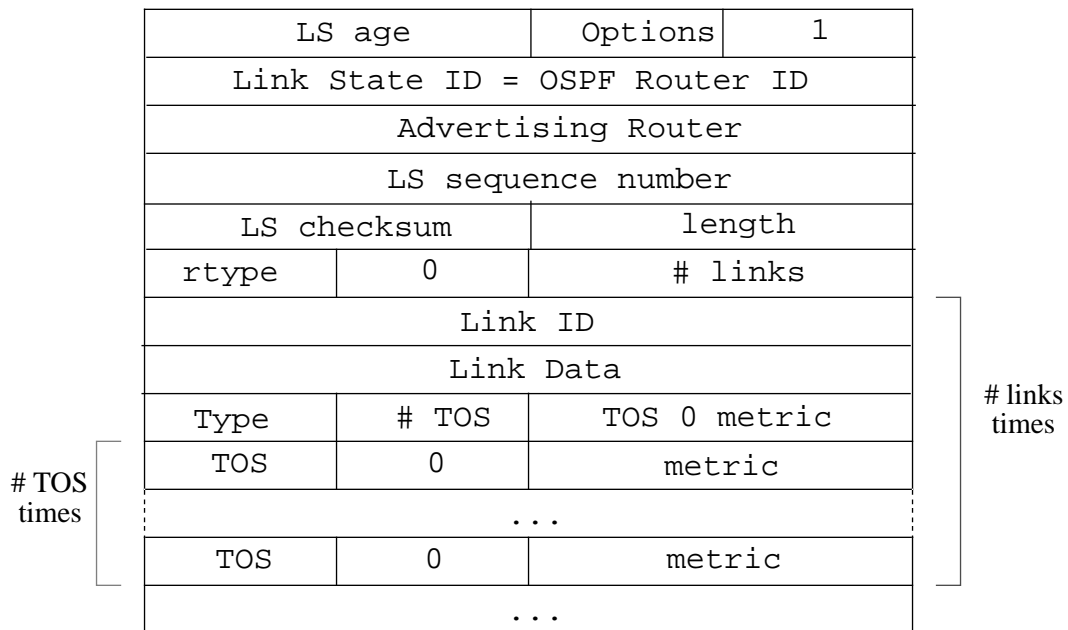 LS age Options 1
Link State ID = OSPF Router ID
Advertising Router
LS sequence number
LS checksum length
rtype 0 # links
Link ID
Link Data
Type # TOS TOS 0 metric
TOS 0 metric
...
TOS 0 metric
...
# TOS
times
# links
times